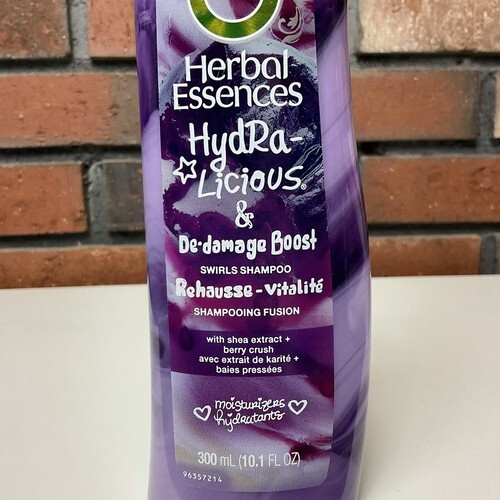 Herbal
Essences
HydRa-
Licious®
&
De-damage Boost
SWIRLS SHAMPOO
Rehausse-vitalité
SHAMPOOING FUSION
with shea extract +
berry crush
avec extrait de karité +
baies pressées
moisturizers
hydratants
300 mL (10.1 FL OZ)
96357214